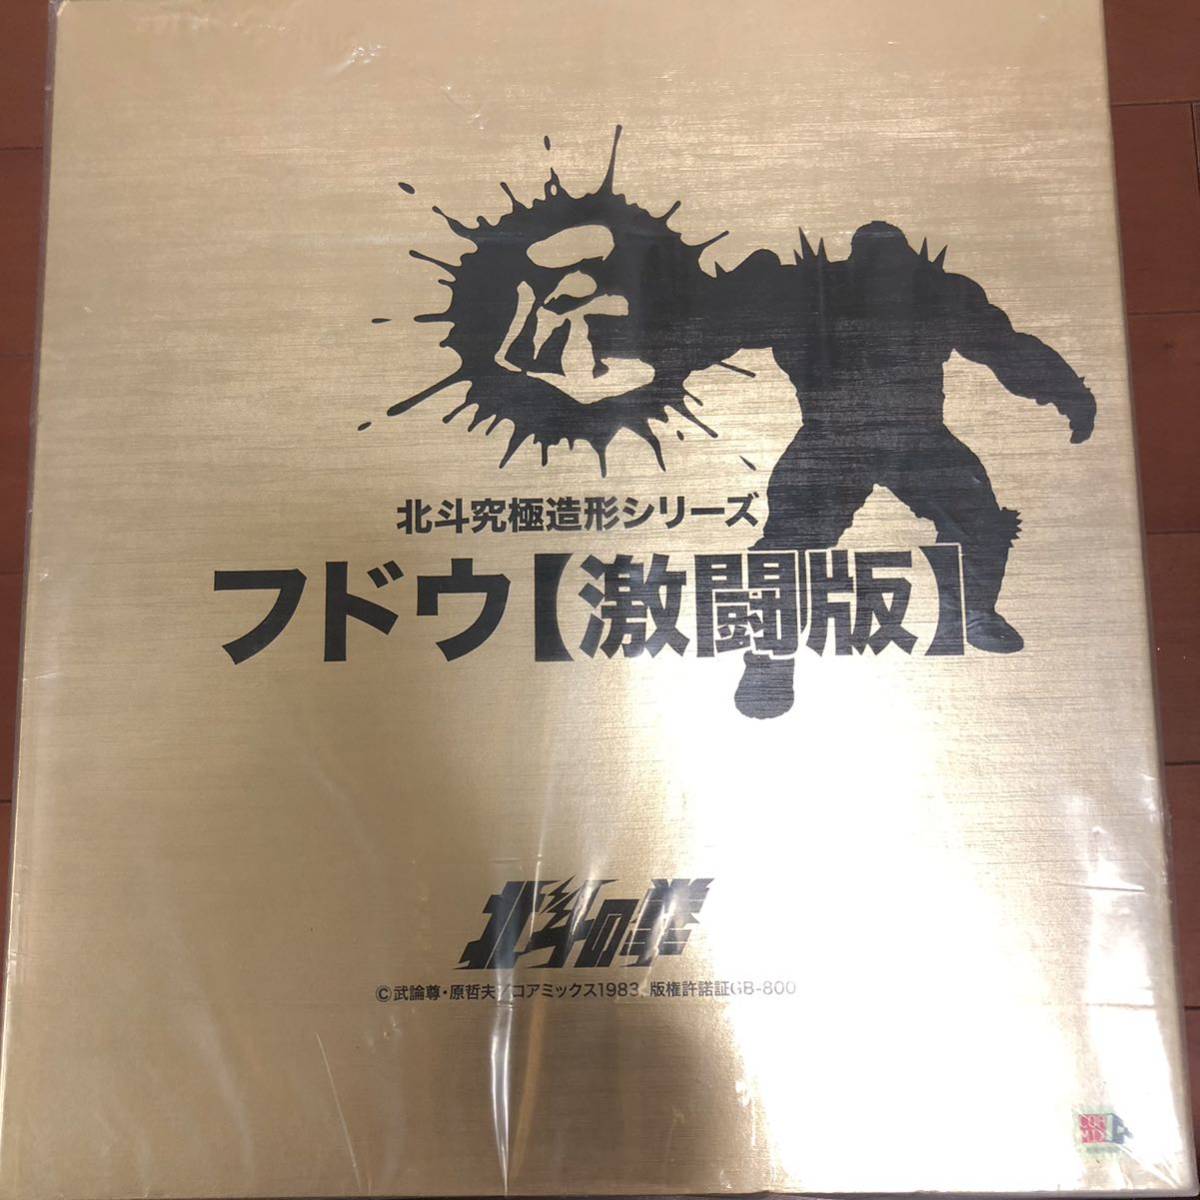 匠
北斗究極造形シリーズ
フドウ【激闘版】
北斗の拳
©武論尊・原哲夫/コアミックス1983, 版権許諾証GB-800